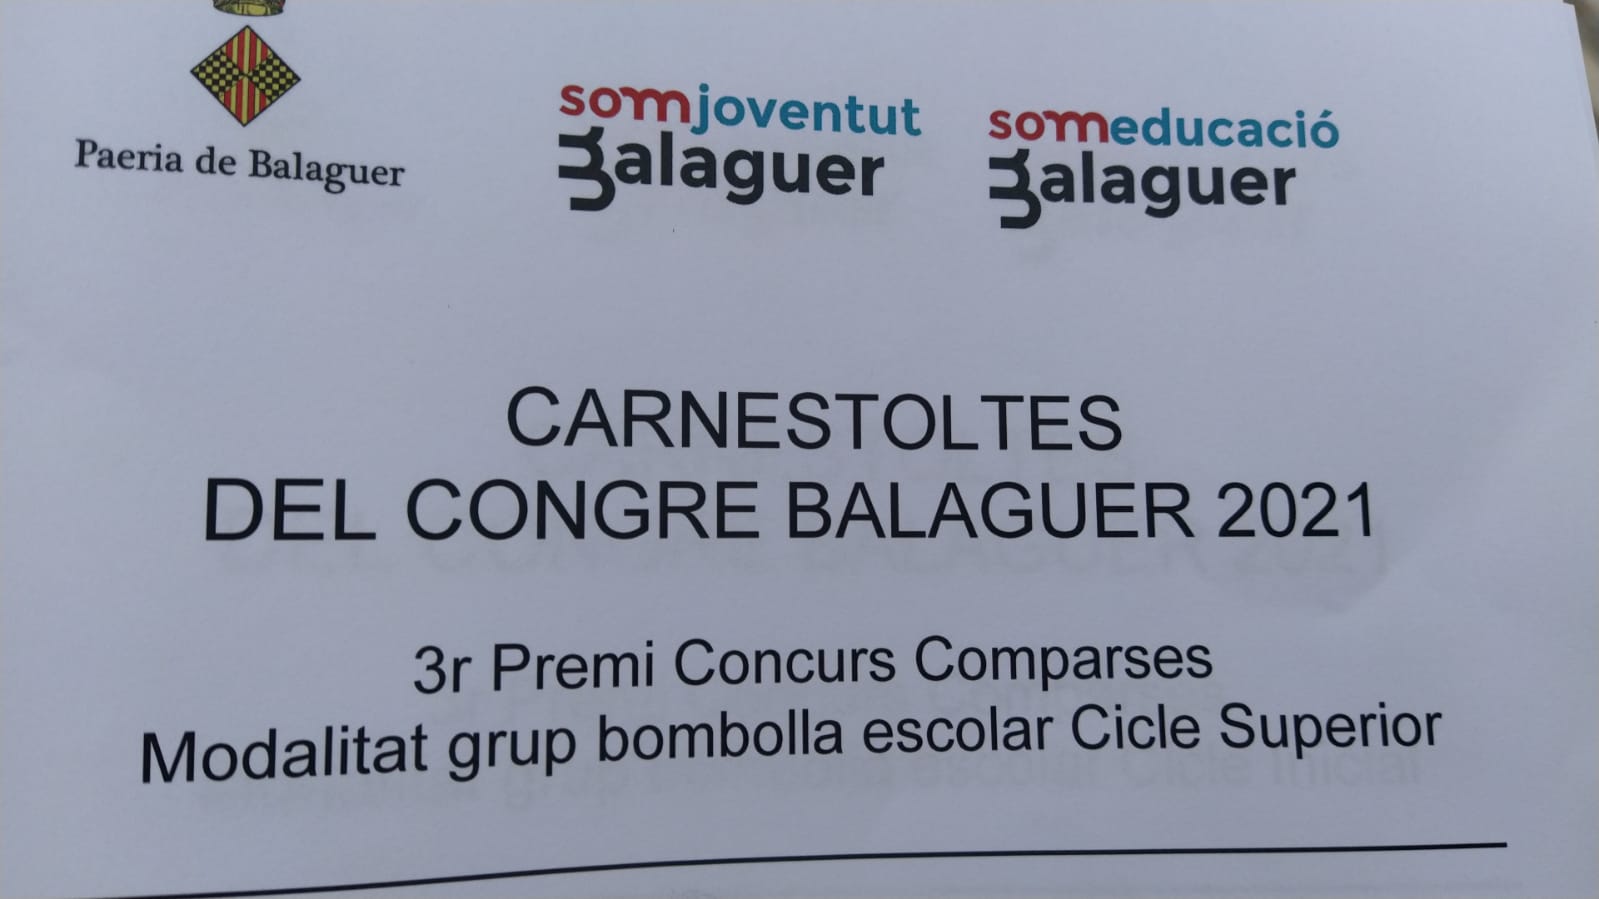 Paeria de Balaguer
somjoventut
Balaguer
someducació
Balaguer
CARNESTOLTES
DEL CONGRE BALAGUER 2021
3r Premi Concurs Comparses
Modalitat grup bombolla escolar Cicle Superior